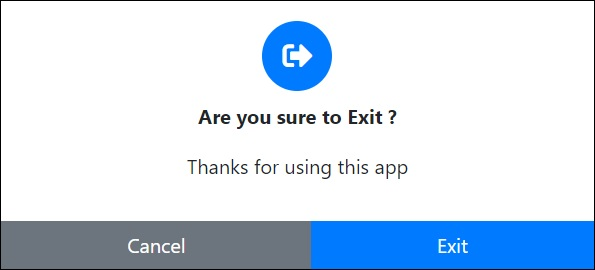 Are you sure to Exit ?
Thanks for using this app
Cancel
Exit